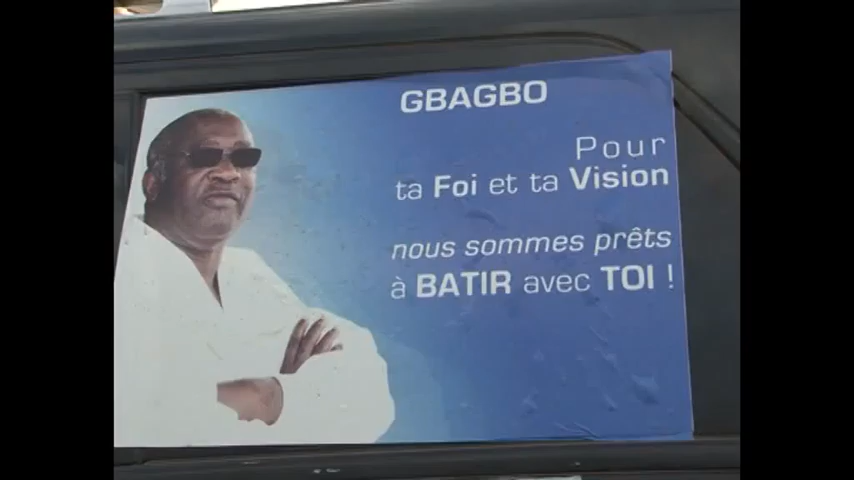 GBAGBO
Pour
ta Foi et ta Vision
nous sommes prêts
à BATIR avec TOI !